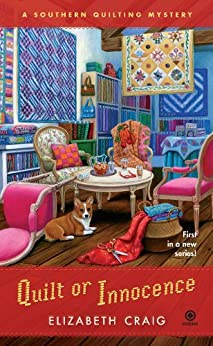 A SOUTHERN QUILTING MYSTERY
First
in a new
series!
Quilt or Innocence
ELIZABETH CRAIG